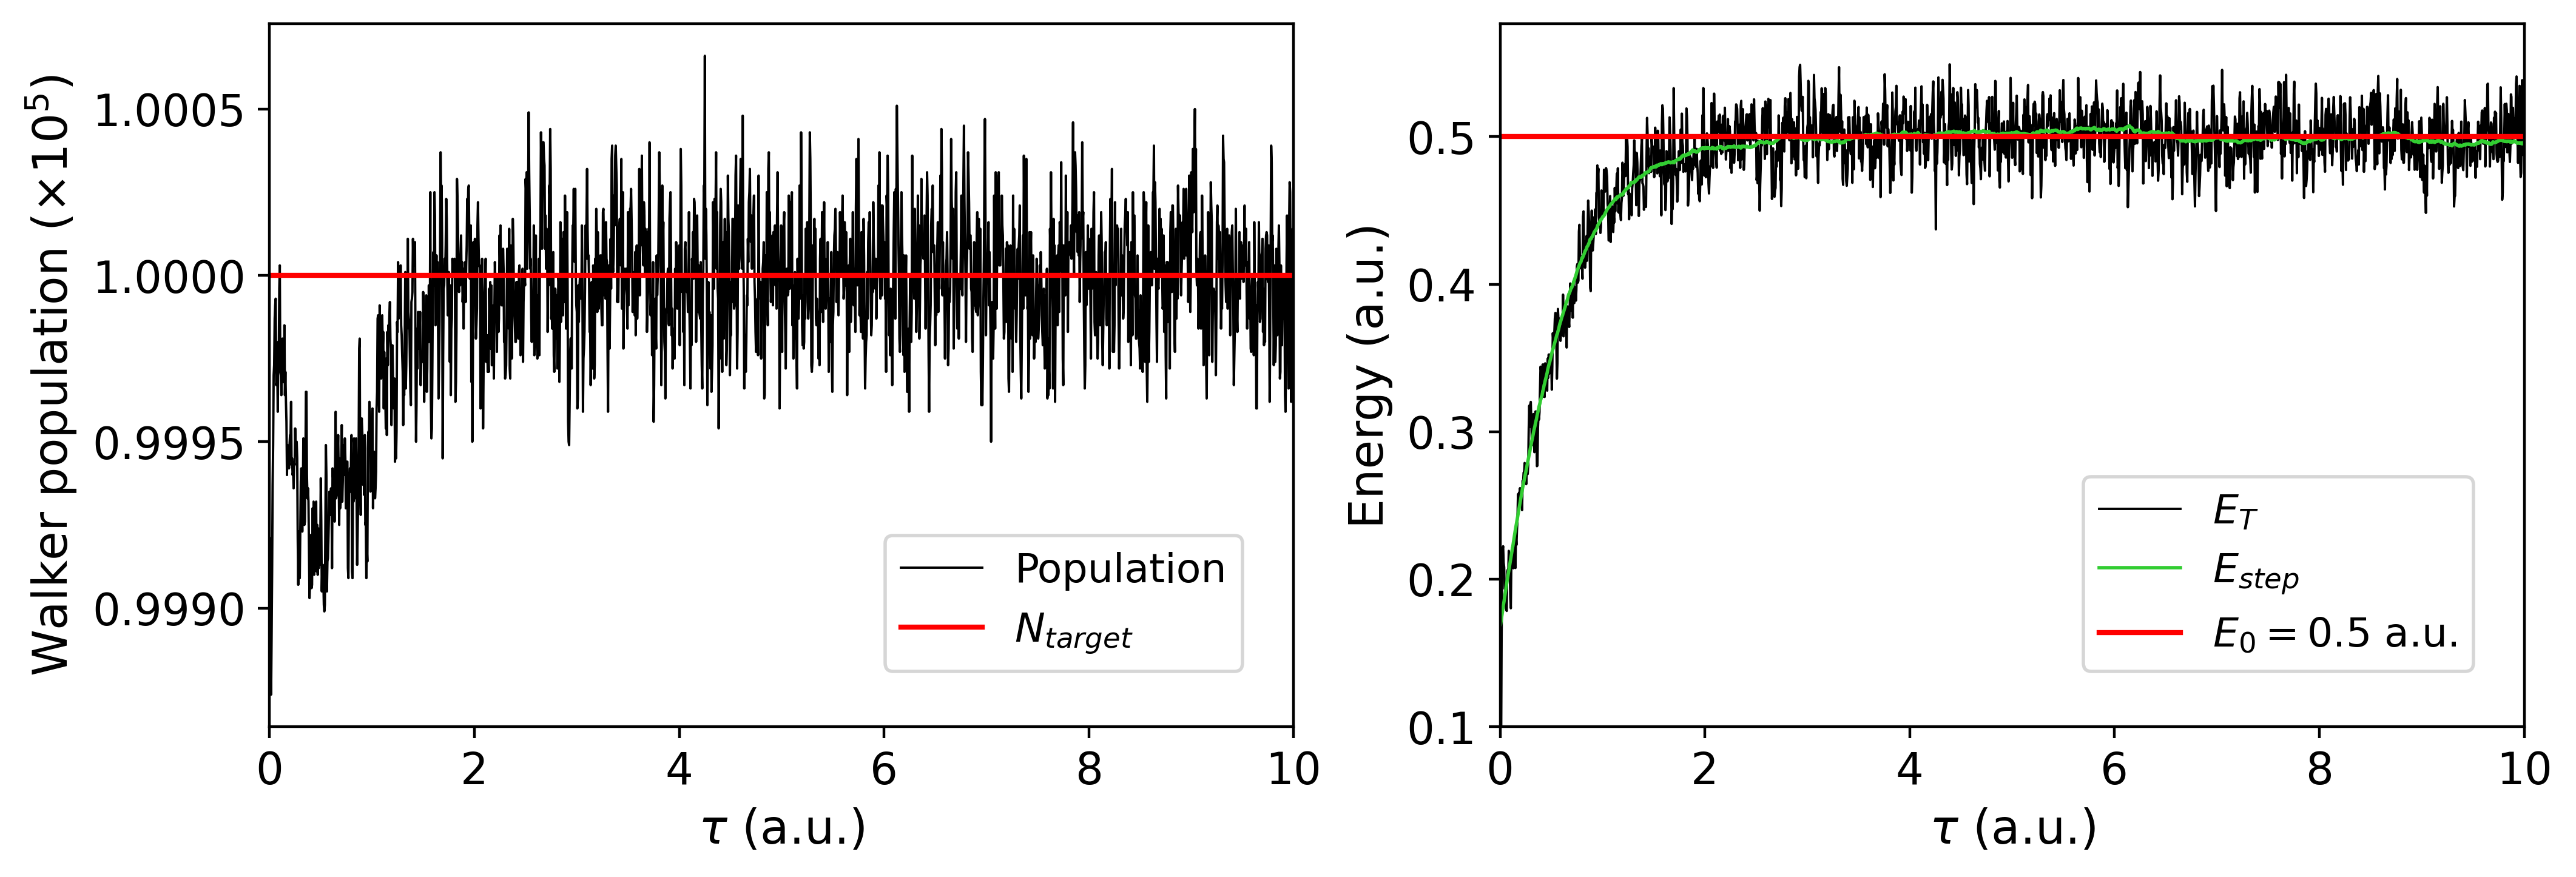 Walker population (×10⁵)
1.0005
1.0000
0.9995
0.9990
0 2 4 6 8 10
τ (a.u.)
Population
N_target
Energy (a.u.)
0.5
0.4
0.3
0.2
0.1
0 2 4 6 8 10
τ (a.u.)
E_T
E_step
E_0 = 0.5 a.u.